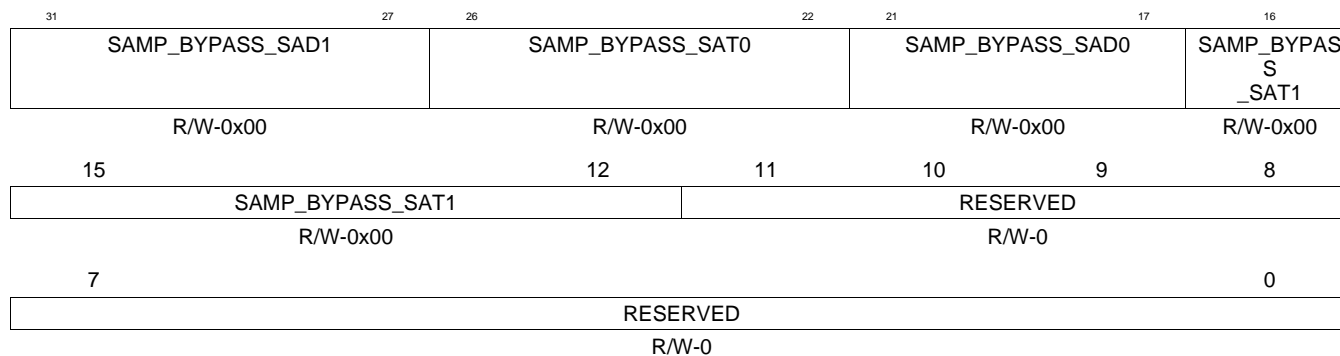 31 27 26 22 21 17 16
SAMP_BYPASS_SAD1 SAMP_BYPASS_SAT0 SAMP_BYPASS_SAD0 SAMP_BYPAS
S
_SAT1
R/W-0x00 R/W-0x00 R/W-0x00 R/W-0x00
15 12 11 10 9 8
SAMP_BYPASS_SAT1 RESERVED
R/W-0x00 R/W-0
7 0
RESERVED
R/W-0